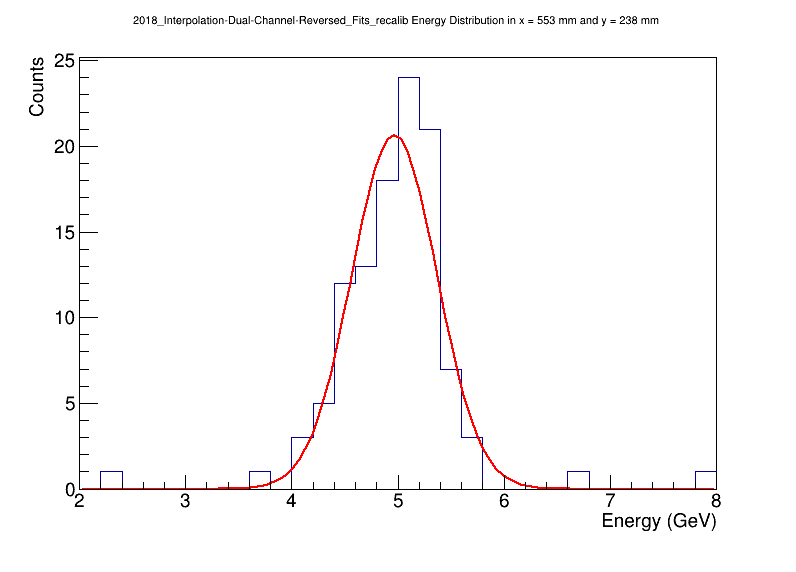 2018_Interpolation-Dual-Channel-Reversed_Fits_recalib Energy Distribution in x = 553 mm and y = 238 mm
Counts
25
20
15
10
5
0
2 3 4 5 6 7 8
Energy (GeV)